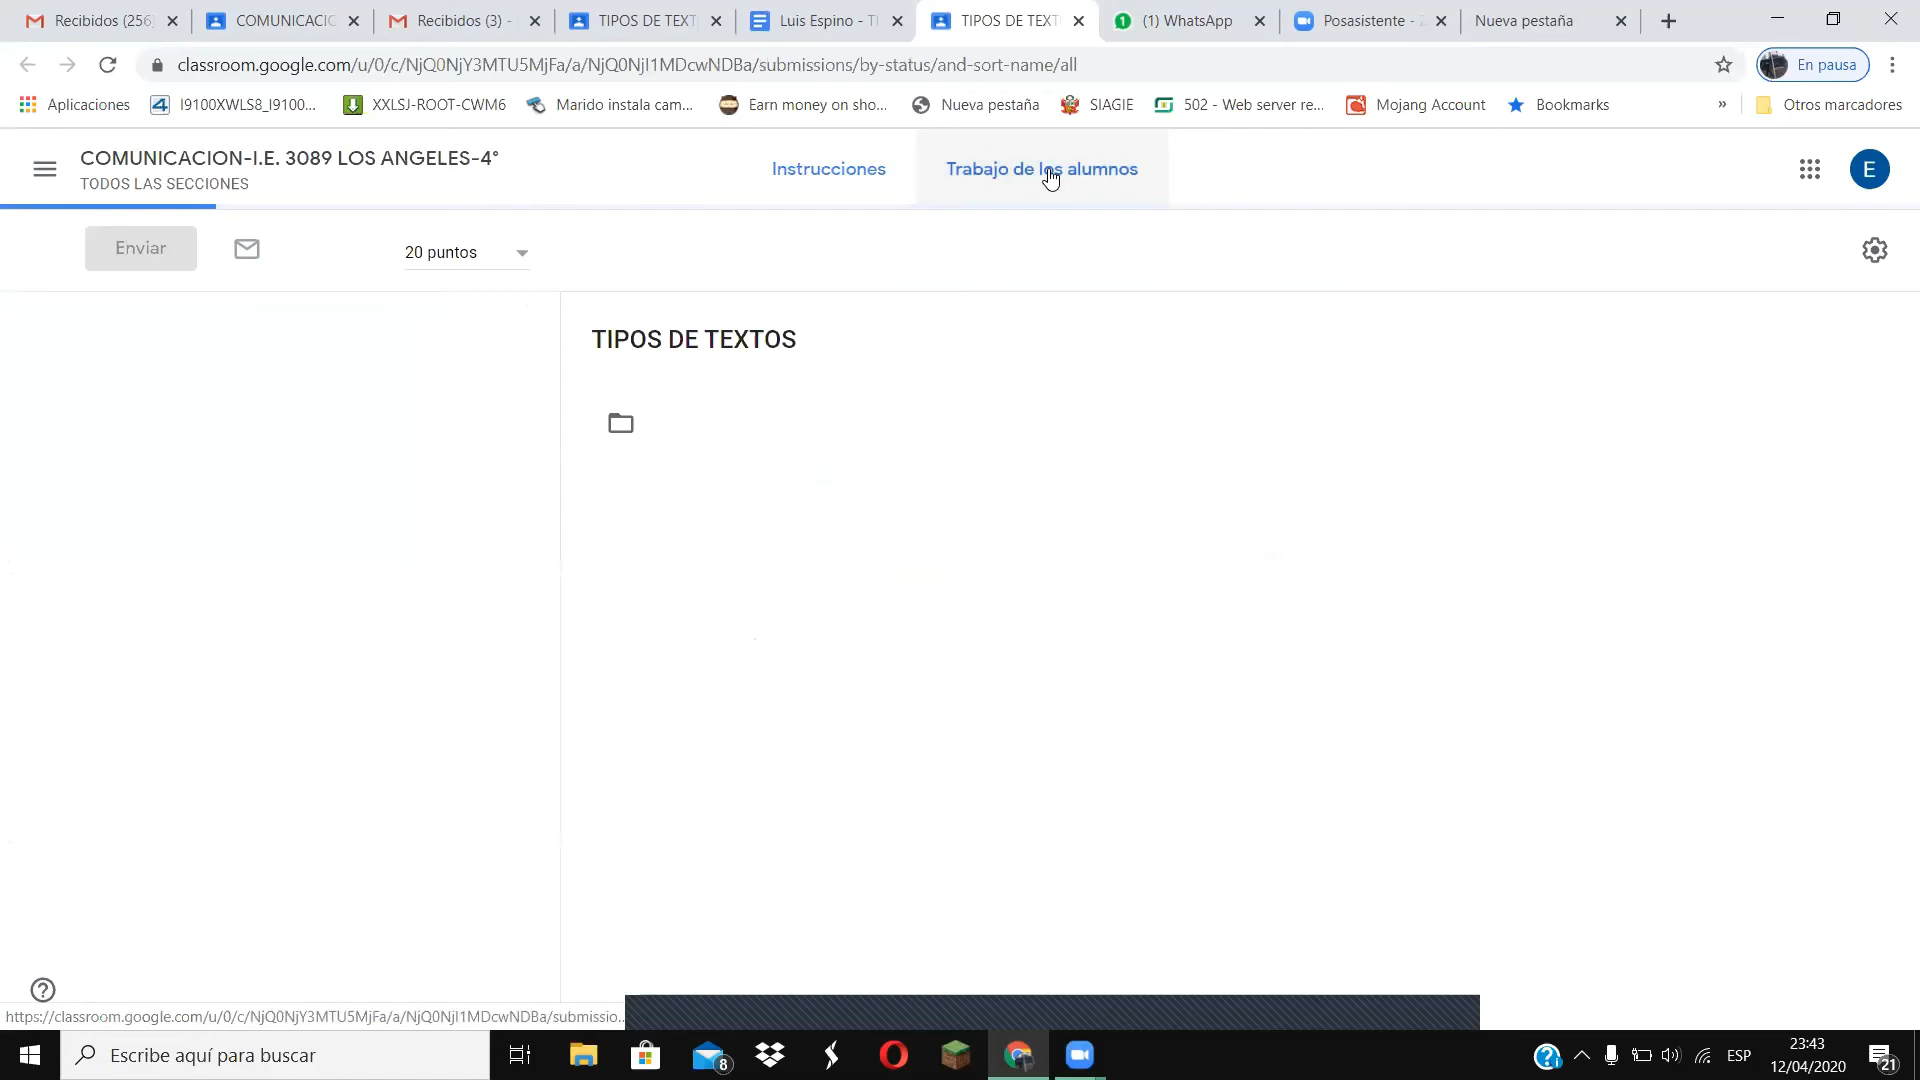 Recibidos (256
COMUNICACIO
Recibidos (3) -
TIPOS DE TEXT
Luis Espino - TI
TIPOS DE TEXT
(1) WhatsApp
Posasistente - Z
Nueva pestaña
classroom.google.com/u/0/c/NjQ0NjY3MTU5MjFa/a/NjQ0NjI1MDcwNDBa/submissions/by-status/and-sort-name/all
En pausa
Aplicaciones
I9100XWLS8_I9100...
XXLSJ-ROOT-CWM6
Marido instala cam...
Earn money on sho...
Nueva pestaña
SIAGIE
502 - Web server re...
Mojang Account
Bookmarks
»
Otros marcadores
COMUNICACION-I.E. 3089 LOS ANGELES-4°
TODOS LAS SECCIONES
Instrucciones
Trabajo de los alumnos
E
Enviar
20 puntos
TIPOS DE TEXTOS
https://classroom.google.com/u/0/c/NjQ0NjY3MTU5MjFa/a/NjQ0NjI1MDcwNDBa/submissio...
Escribe aquí para buscar
8
ESP
23:43
12/04/2020
21